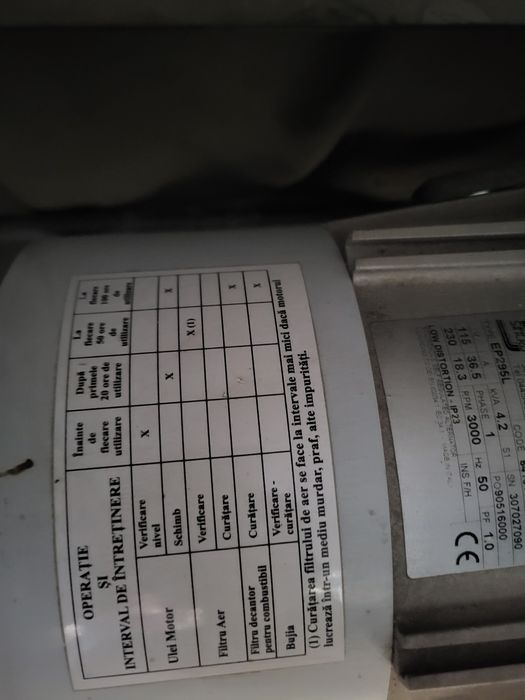 OPERAȚIE
ȘI
INTERVAL DE ÎNTREȚINERE
Înainte
de
fiecare
utilizare
După
primele
20 ore de
utilizare
La
fiecare
50 ore
de
utilizare
La
fiecare
100 ore
de
utilizare
Ulei Motor
Verificare
nivel
X
Schimb
X
X
Filtru Aer
Verificare
X (1)
Curățare
X
Filtru decantor
pentru combustibil
Curățare
X
Bujia
Verificare -
curățare
(1) Curățarea filtrului de aer se face la intervale mai mici dacă motorul
lucrează într-un mediu murdar, praf, alte impurități.
CODE
EP295L
SN 307027090
KVA 4,2 S1 PO90516000
A PHASE 1
115 36.5 RPM 3000 Hz 50 PF 1.0
230 18.3 INS F/H
LOW DISTORTION IP23
CE